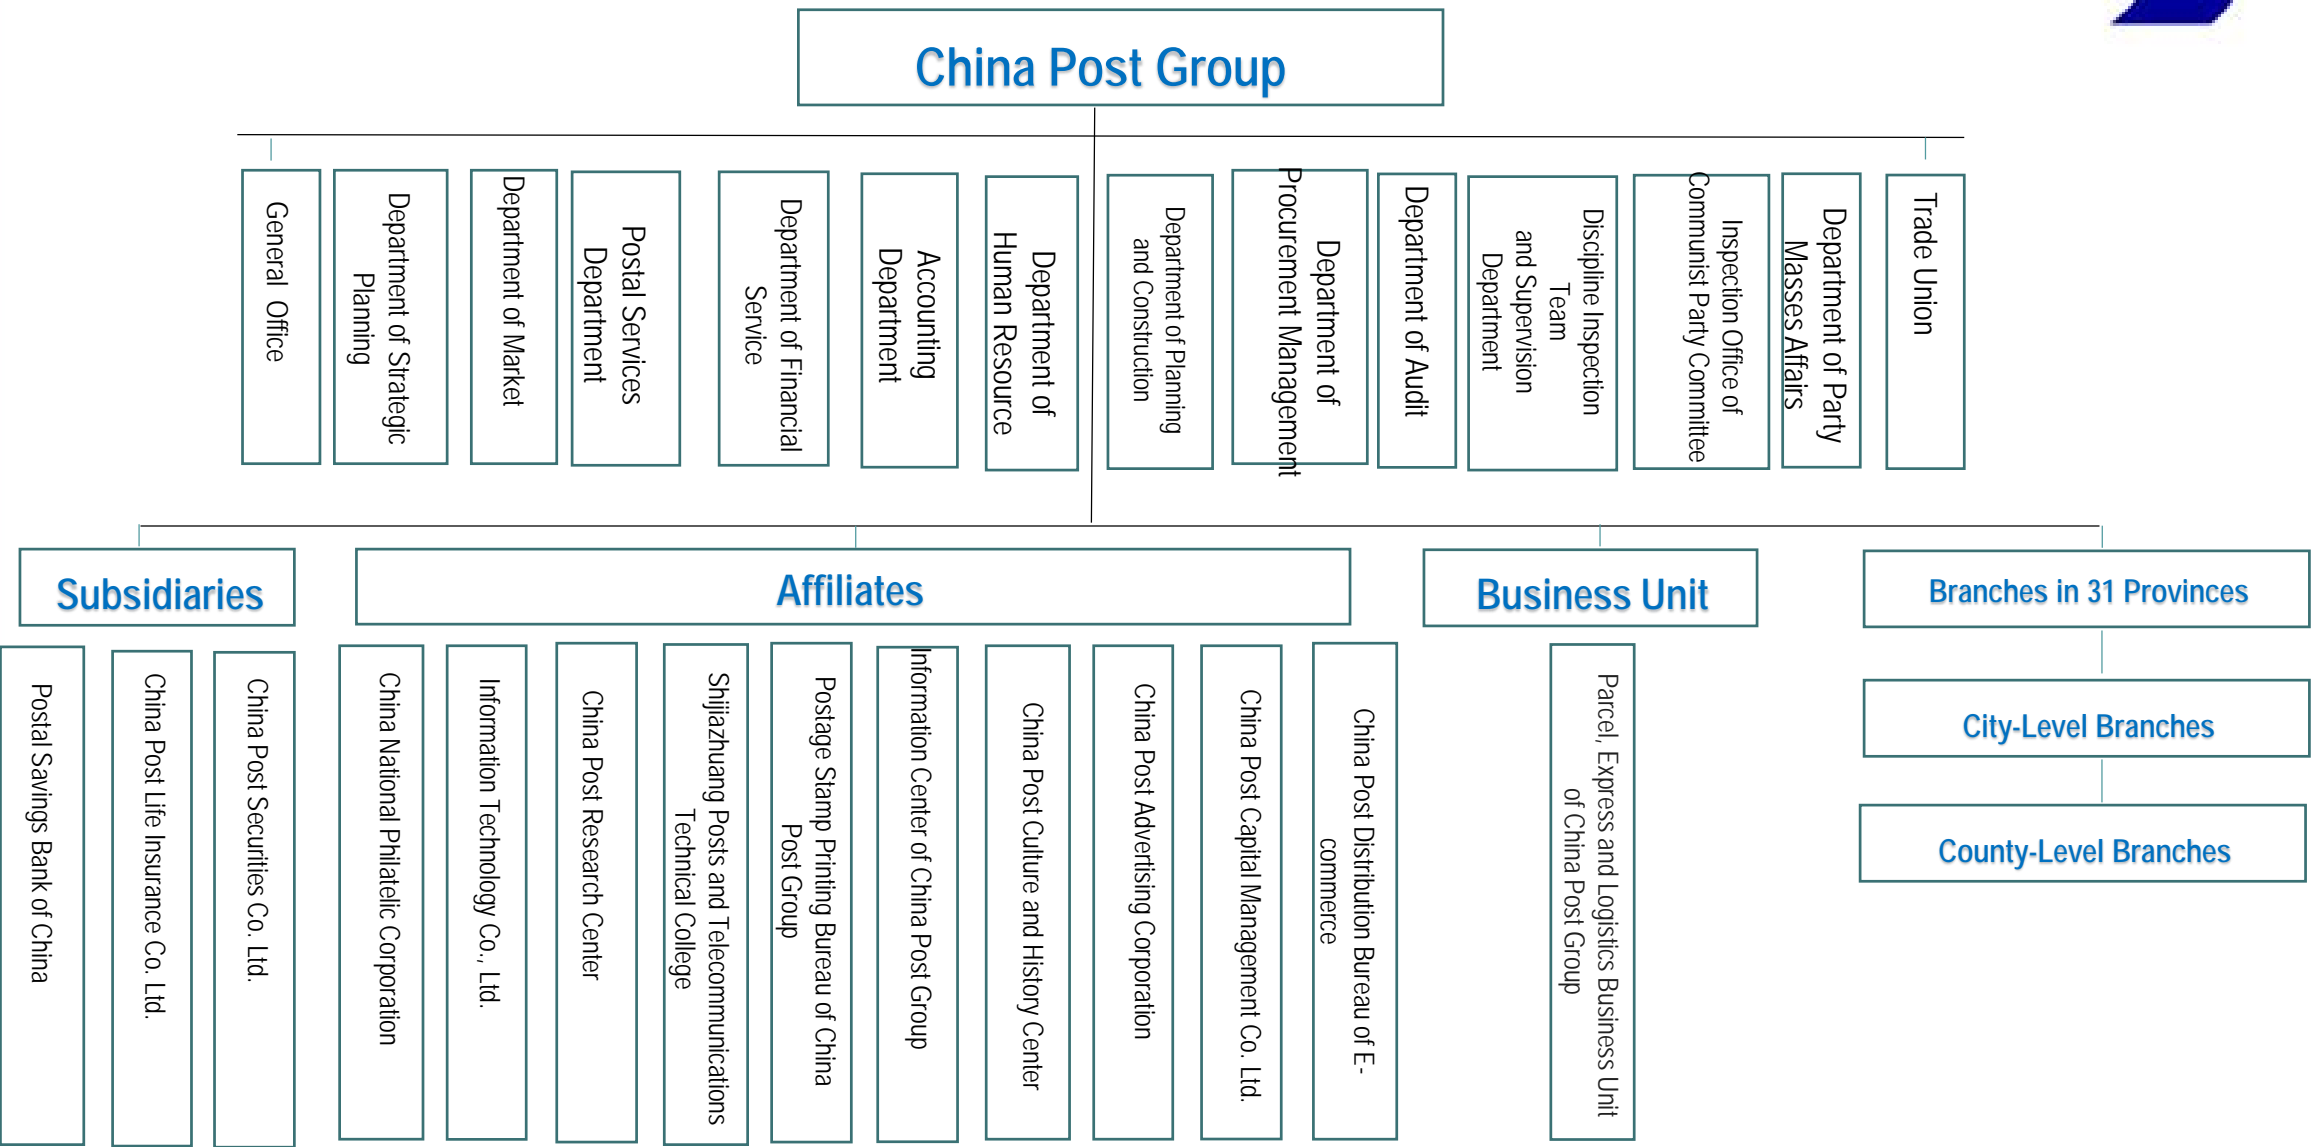 China Post Group
General Office
Department of Strategic
Planning
Department of Market
Postal Services
Department
Department of Financial
Service
Accounting
Department
Department of
Human Resource
Department of Planning
and Construction
Department of
Procurement Management
Department of Audit
Discipline Inspection
Team
and Supervision
Department
Inspection Office of
Communist Party Committee
Department of Party
Masses Affairs
Trade Union
Subsidiaries
Affiliates
Business Unit
Branches in 31 Provinces
Postal Savings Bank of China
China Post Life Insurance Co. Ltd.
China Post Securities Co. Ltd.
China National Philatelic Corporation
Information Technology Co., Ltd.
China Post Research Center
Shijiazhuang Posts and Telecommunications
Technical College
Postage Stamp Printing Bureau of China
Post Group
Information Center of China Post Group
China Post Culture and History Center
China Post Advertising Corporation
China Post Capital Management Co. Ltd.
China Post Distribution Bureau of E-
commerce
Parcel, Express and Logistics Business Unit
of China Post Group
City-Level Branches
County-Level Branches